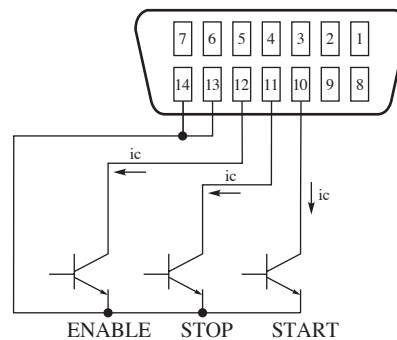 7 6 5 4 3 2 1
14 13 12 11 10 9 8
ic
ic
ic
ENABLE STOP START